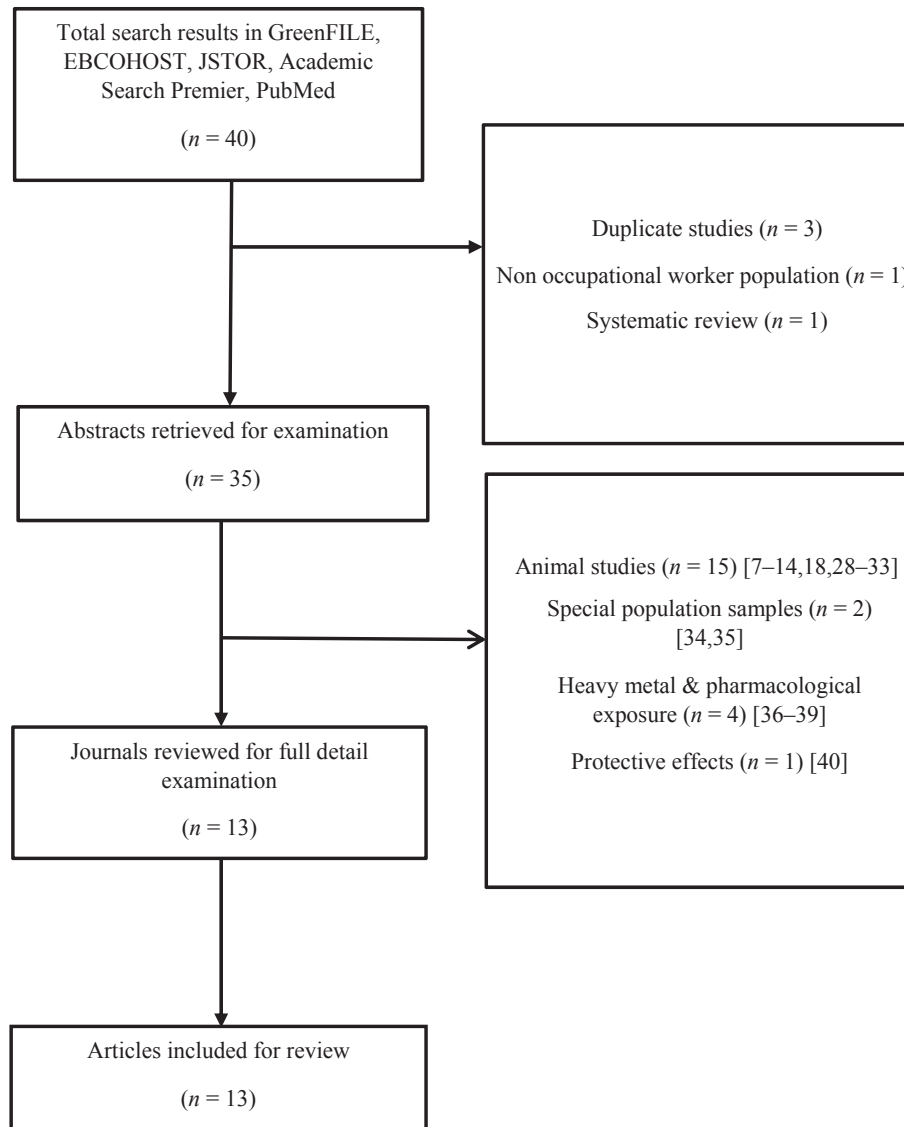 Total search results in GreenFILE,
EBCOHOST, JSTOR, Academic
Search Premier, PubMed
(n = 40)
Duplicate studies (n = 3)
Non occupational worker population (n = 1)
Systematic review (n = 1)
Abstracts retrieved for examination
(n = 35)
Animal studies (n = 15) [7–14,18,28–33]
Special population samples (n = 2)
[34,35]
Heavy metal & pharmacological
exposure (n = 4) [36–39]
Protective effects (n = 1) [40]
Journals reviewed for full detail
examination
(n = 13)
Articles included for review
(n = 13)